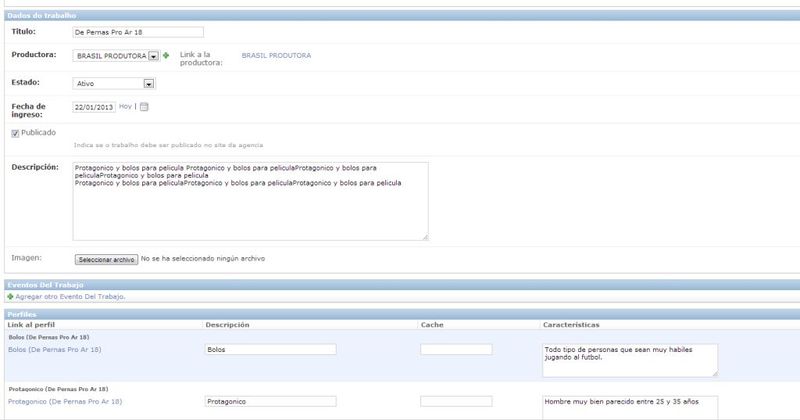 Dados do trabalho
Titulo: De Pernas Pro Ar 18
Productora: BRASIL PRODUTORA Link a la productora: BRASIL PRODUTORA
Estado: Ativo
Fecha de ingreso: 22/01/2013 Hoy |
Publicado
Indica se o trabalho debe ser publicado no site da agencia
Descripción: Protagonico y bolos para pelicula Protagonico y bolos para peliculaProtagonico y bolos para
peliculaProtagonico y bolos para pelicula
Protagonico y bolos para peliculaProtagonico y bolos para peliculaProtagonico y bolos para pelicula
Imagen: Seleccionar archivo No se ha seleccionado ningún archivo
Eventos Del Trabajo
Agregar otro Evento Del Trabajo.
Perfiles
Link al perfil Descripción Cache Características
Bolos (De Pernas Pro Ar 18)
Bolos (De Pernas Pro Ar 18) Bolos Todo tipo de personas que sean muy habiles
jugando al futbol.
Protagonico (De Pernas Pro Ar 18)
Protagonico (De Pernas Pro Ar 18) Protagonico Hombre muy bien parecido entre 25 y 35 años